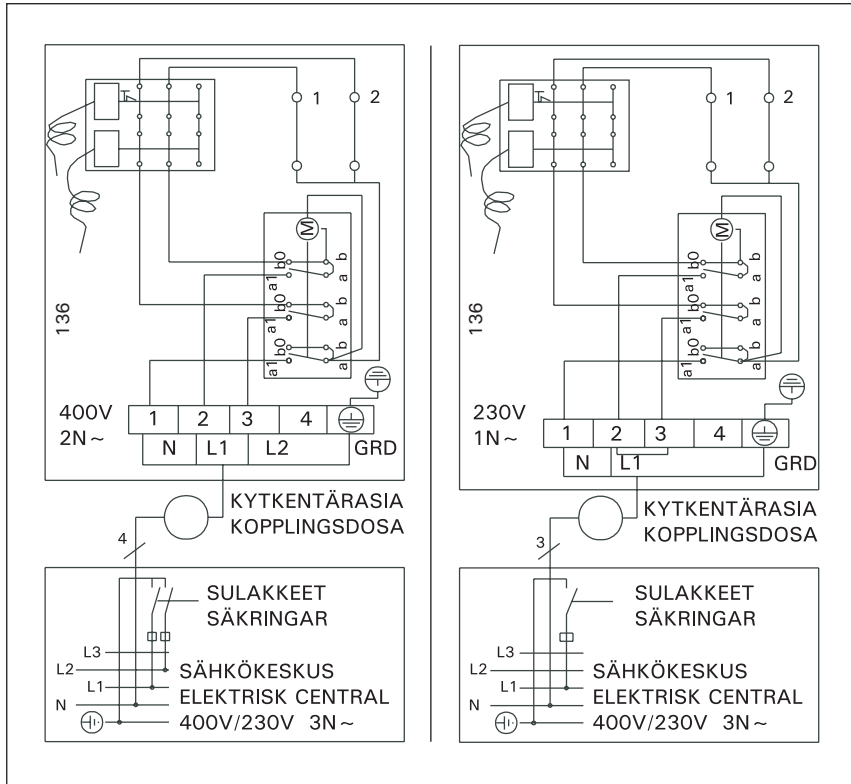 1 2
M
b0 b
a1 a
b0 b
a1 a
b0 b
a1 a
136
400V
2N~
1 2 3 4
N L1 L2 GRD
KYTKENTÄRASIA
KOPPLINGSDOSA
4
SULAKKEET
SÄKRINGAR
L3
L2 SÄHKÖKESKUS
L1 ELEKTRISK CENTRAL
N 400V/230V 3N~
1 2
M
b0 b
a1 a
b0 b
a1 a
b0 b
a1 a
136
230V
1N~
1 2 3 4
N L1 GRD
KYTKENTÄRASIA
KOPPLINGSDOSA
3
SULAKKEET
SÄKRINGAR
L3
L2 SÄHKÖKESKUS
L1 ELEKTRISK CENTRAL
N 400V/230V 3N~